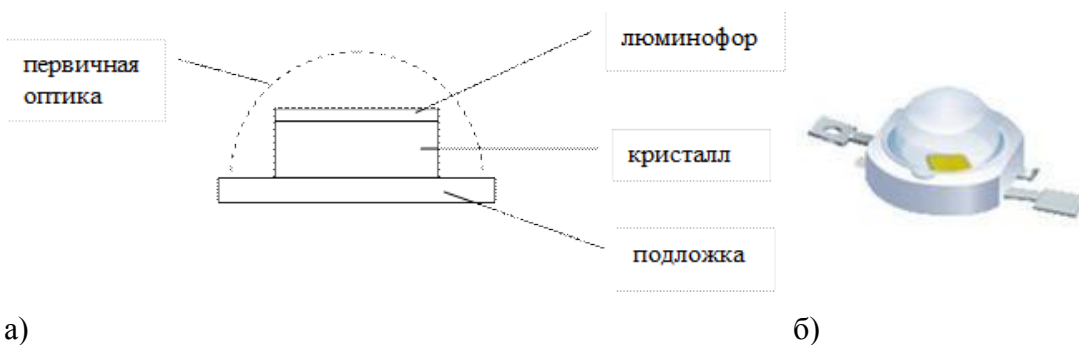 первичная
оптика
люминофор
кристалл
подложка
а)
б)